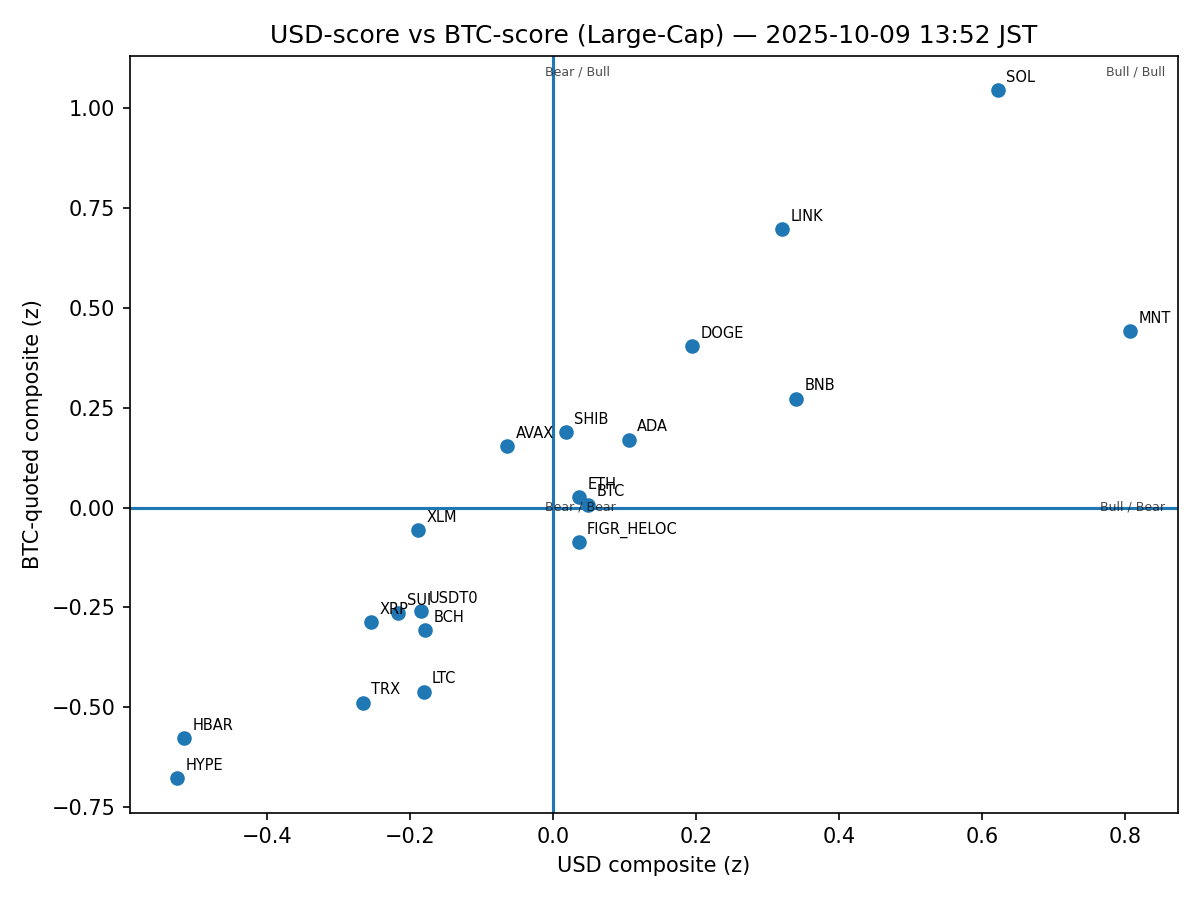 USD-score vs BTC-score (Large-Cap) — 2025-10-09 13:52 JST
Bear / Bull
Bull / Bull
SOL
1.00
0.75
LINK
0.50
MNT
DOGE
BNB
0.25
SHIB
ADA
AVAX
ETH
BTC
0.00
Bear / Bear
Bull / Bear
XLM
FIGR_HELOC
−0.25
SUI
USDT0
XRP
BCH
LTC
TRX
−0.50
HBAR
HYPE
−0.75
−0.4
−0.2
0.0
0.2
0.4
0.6
0.8
USD composite (z)
BTC-quoted composite (z)